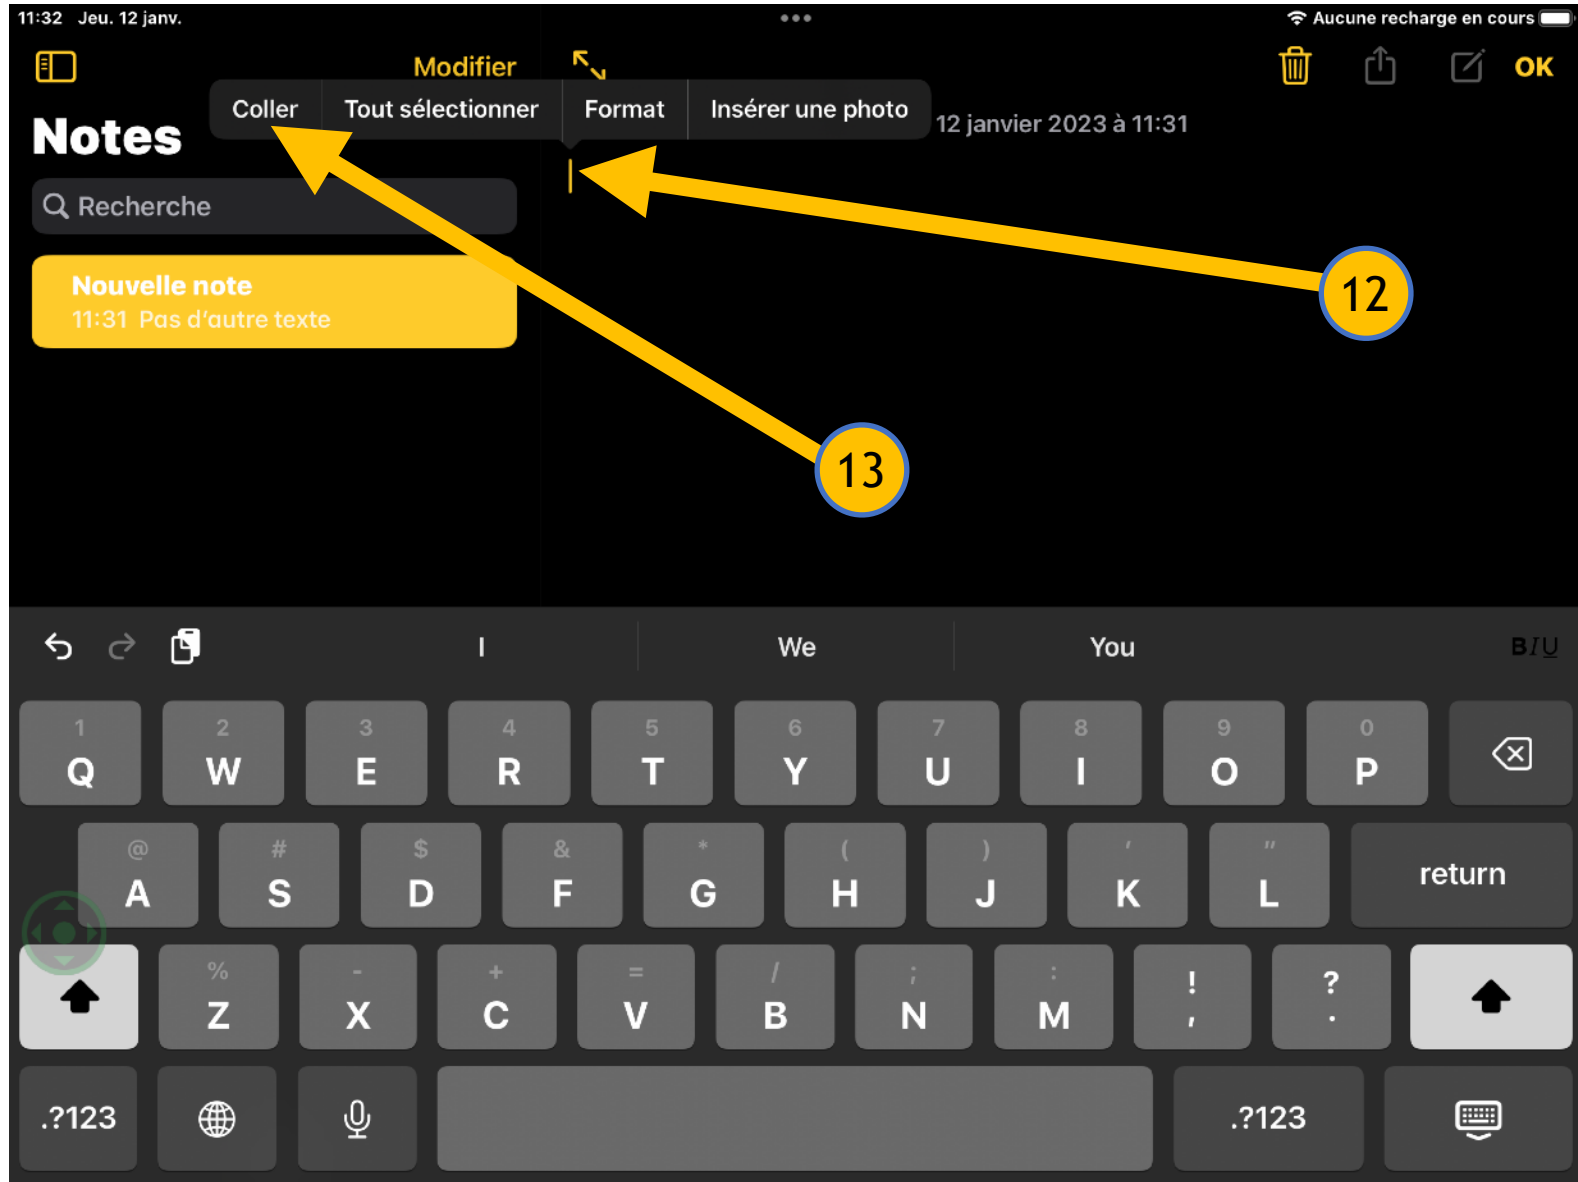 11:32 Jeu. 12 janv.
Aucune recharge en cours
Modifier
OK
Coller Tout sélectionner Format Insérer une photo
12 janvier 2023 à 11:31
Notes
Recherche
Nouvelle note
11:31 Pas d'autre texte
12
13
I We You BIU
1 2 3 4 5 6 7 8 9 0
Q W E R T Y U I O P
@ # $ & * ( ) ' "
A S D F G H J K L return
% - + = / ; : ! ?
Z X C V B N M , .
.?123 .?123